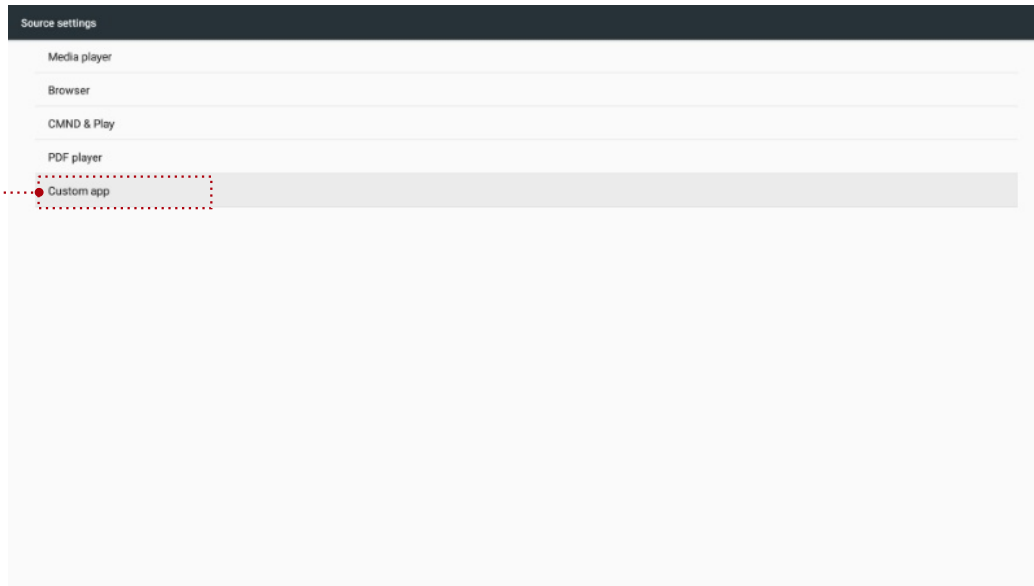 Source settings
Media player
Browser
CMND & Play
PDF player
Custom app